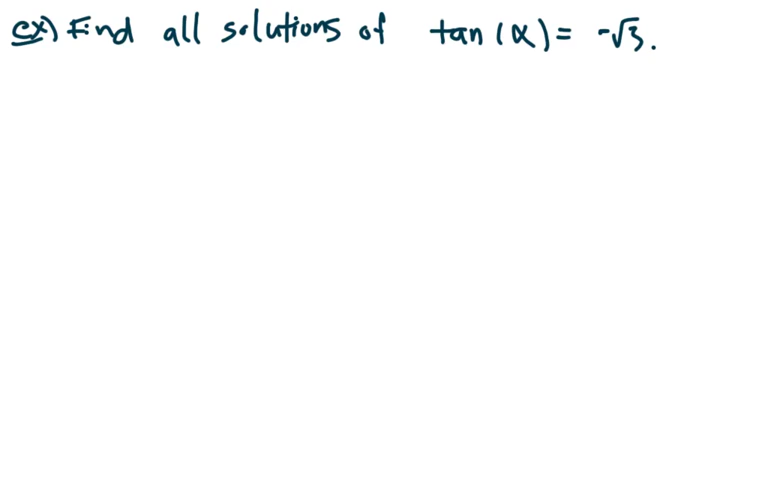 ex) Find all solutions of tan(α) = -√3.